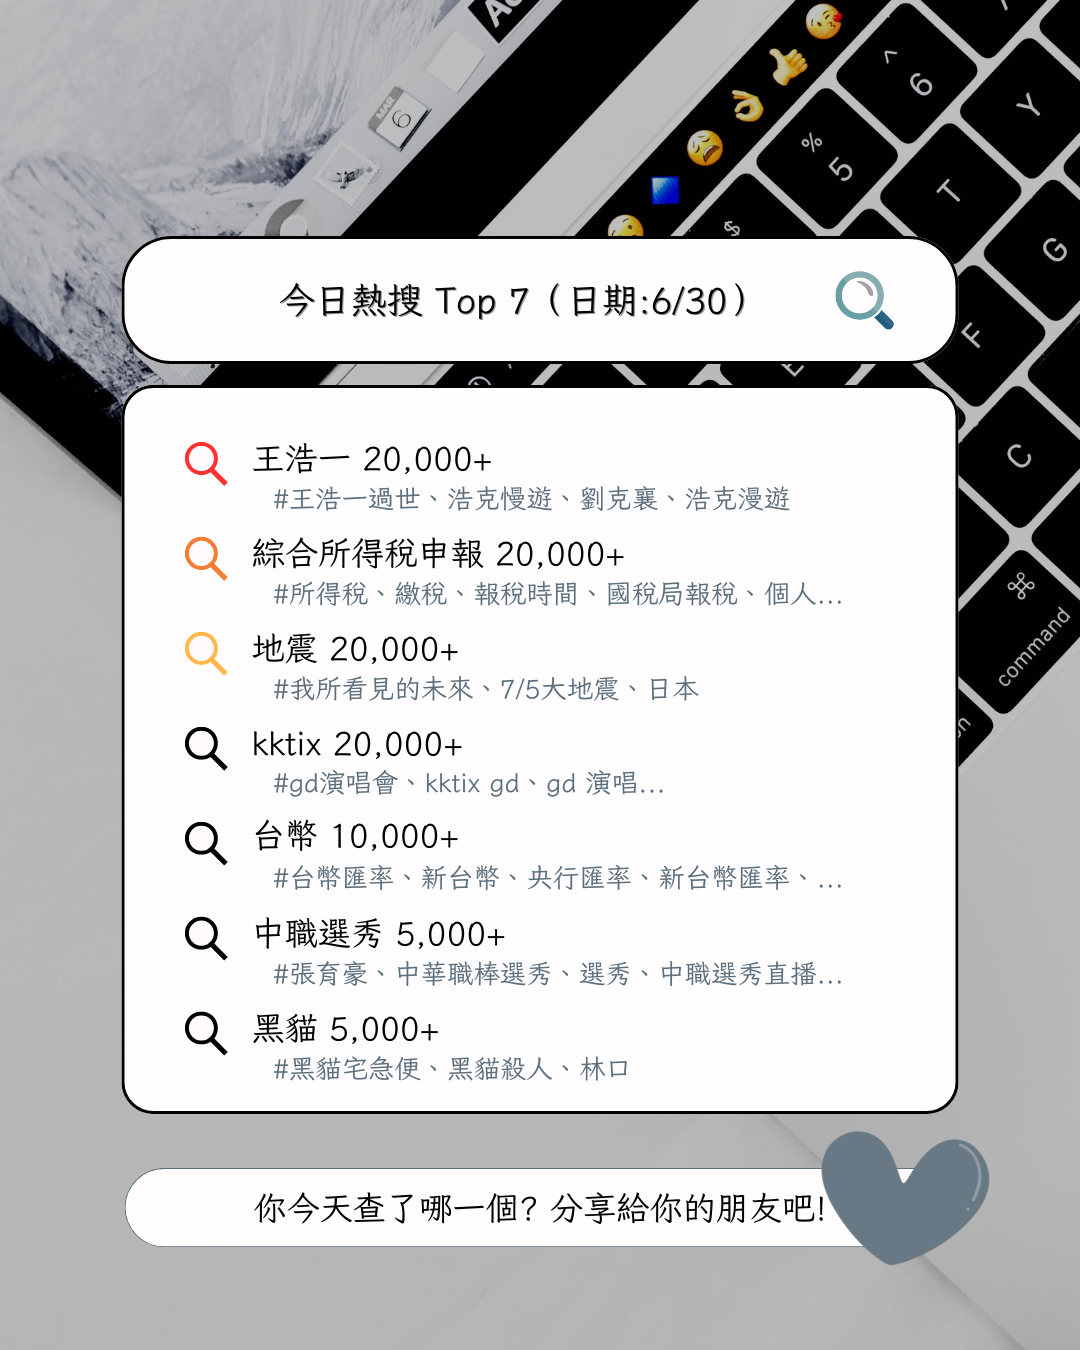 Ac
MAR
6
^
6
Y
%
5
T
$
G
今日熱搜 Top 7（日期:6/30）
F
E
王浩一 20,000+
#王浩一過世、浩克慢遊、劉克襄、浩克漫遊
C
綜合所得稅申報 20,000+
#所得稅、繳稅、報稅時間、國稅局報稅、個人...
⌘
command
地震 20,000+
#我所看見的未來、7/5大地震、日本
kktix 20,000+
#gd演唱會、kktix gd、gd 演唱...
台幣 10,000+
#台幣匯率、新台幣、央行匯率、新台幣匯率、...
中職選秀 5,000+
#張育豪、中華職棒選秀、選秀、中職選秀直播...
黑貓 5,000+
#黑貓宅急便、黑貓殺人、林口
你今天查了哪一個? 分享給你的朋友吧!